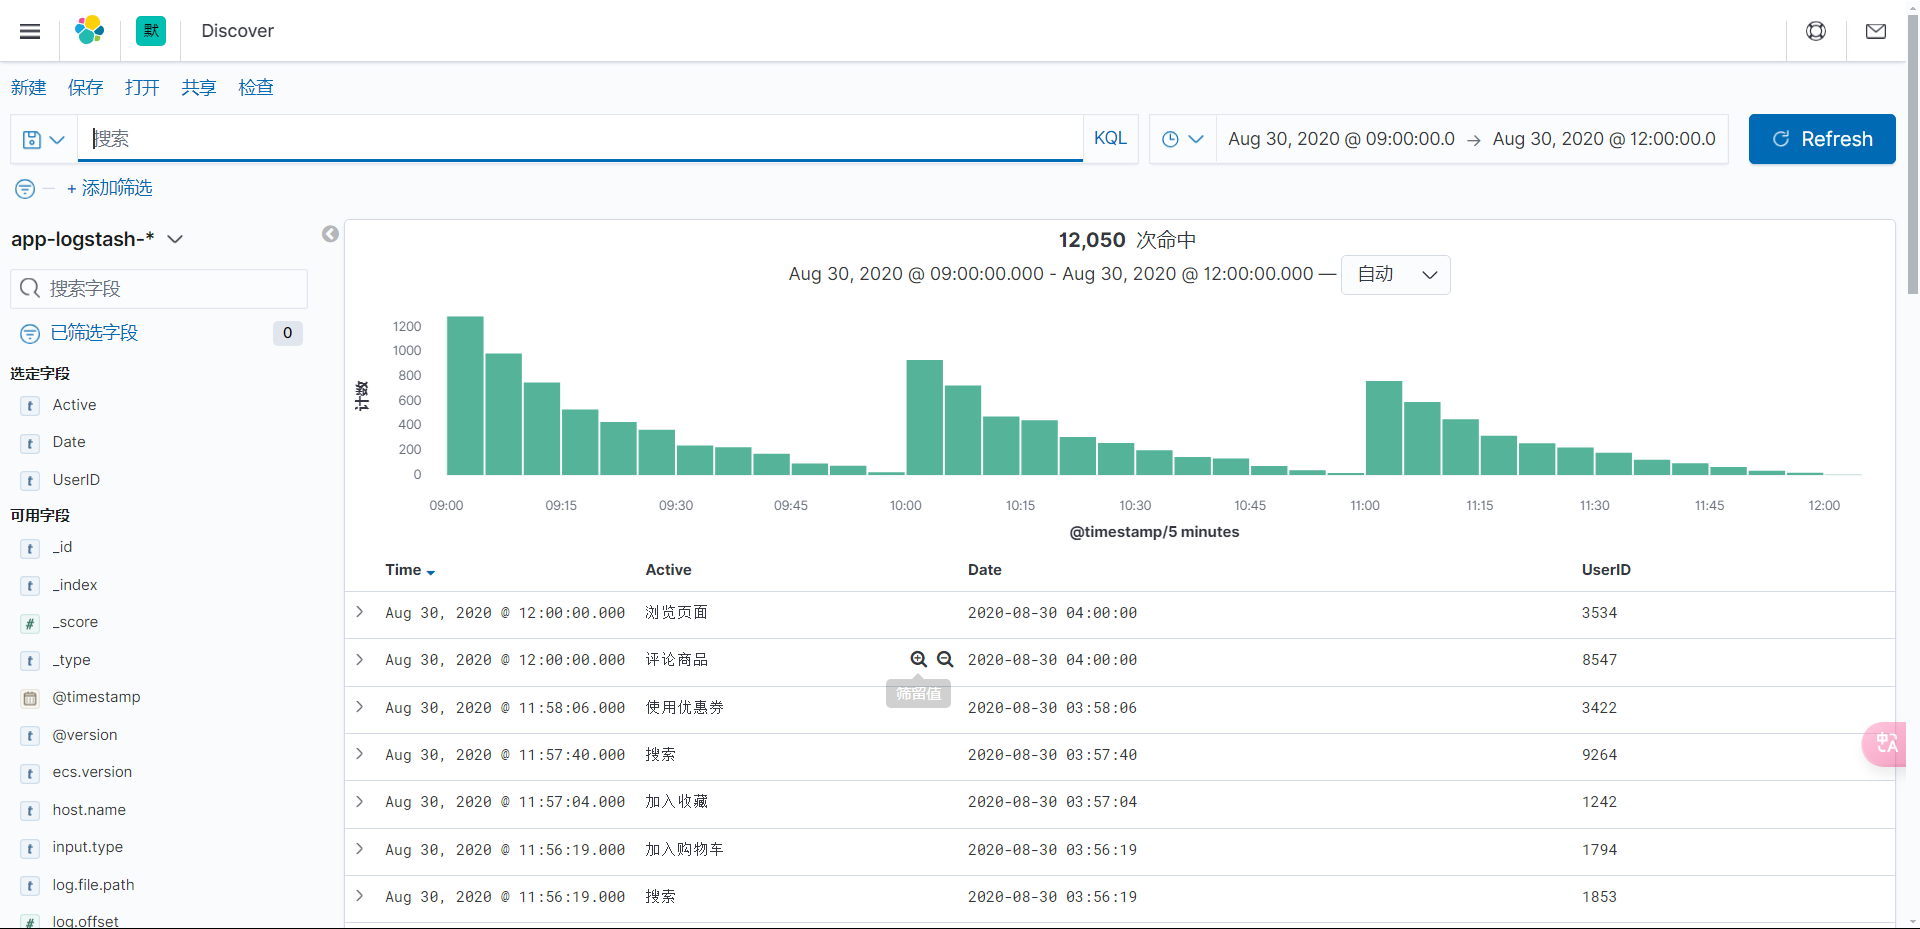 默 Discover
新建 保存 打开 共享 检查
搜索 KQL Aug 30, 2020 @ 09:00:00.0 → Aug 30, 2020 @ 12:00:00.0 Refresh
+ 添加筛选
app-logstash-*
搜索字段
已筛选字段 0
选定字段
t Active
t Date
t UserID
可用字段
t _id
t _index
# _score
t _type
@timestamp
t @version
t ecs.version
t host.name
t input.type
t log.file.path
# log.offset
12,050 次命中
Aug 30, 2020 @ 09:00:00.000 - Aug 30, 2020 @ 12:00:00.000 — 自动
计数
1200
1000
800
600
400
200
0
09:00 09:15 09:30 09:45 10:00 10:15 10:30 10:45 11:00 11:15 11:30 11:45 12:00
@timestamp/5 minutes
Time Active Date UserID
Aug 30, 2020 @ 12:00:00.000 浏览页面 2020-08-30 04:00:00 3534
Aug 30, 2020 @ 12:00:00.000 评论商品 2020-08-30 04:00:00 8547
筛留值
Aug 30, 2020 @ 11:58:06.000 使用优惠券 2020-08-30 03:58:06 3422
Aug 30, 2020 @ 11:57:40.000 搜索 2020-08-30 03:57:40 9264
Aug 30, 2020 @ 11:57:04.000 加入收藏 2020-08-30 03:57:04 1242
Aug 30, 2020 @ 11:56:19.000 加入购物车 2020-08-30 03:56:19 1794
Aug 30, 2020 @ 11:56:19.000 搜索 2020-08-30 03:56:19 1853
中A